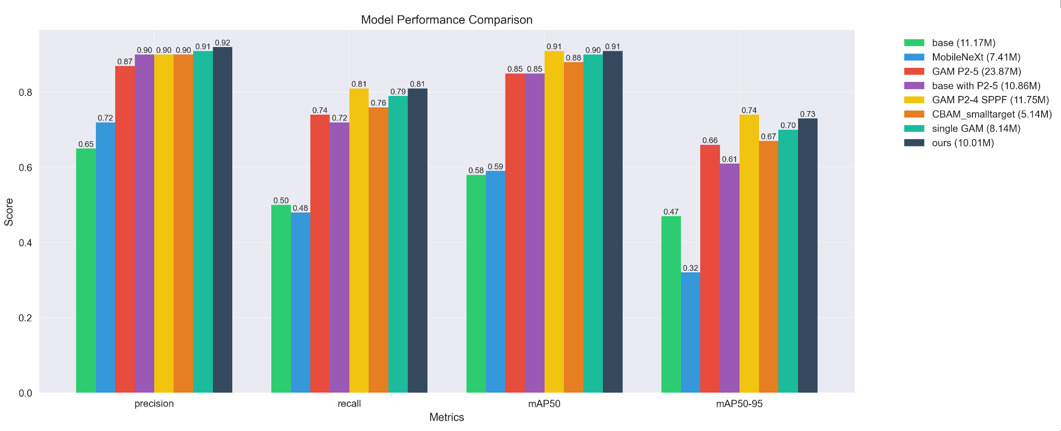 Model Performance Comparison
Score
0.8
0.6
0.4
0.2
0.0
0.65
0.72
0.87
0.90
0.90
0.90
0.91
0.92
0.50
0.48
0.74
0.72
0.81
0.76
0.79
0.81
0.58
0.59
0.85
0.85
0.91
0.88
0.90
0.91
0.47
0.32
0.66
0.61
0.74
0.67
0.70
0.73
precision
recall
mAP50
mAP50-95
Metrics
base (11.17M)
MobileNeXt (7.41M)
GAM P2-5 (23.87M)
base with P2-5 (10.86M)
GAM P2-4 SPPF (11.75M)
CBAM_smalltarget (5.14M)
single GAM (8.14M)
ours (10.01M)